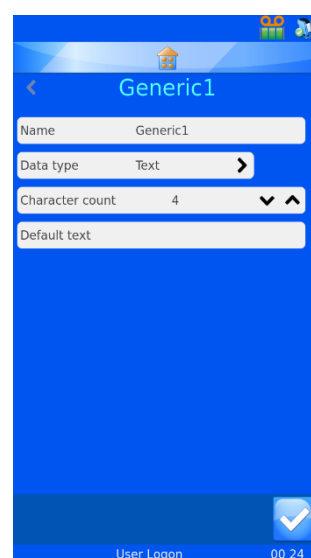 Generic1
Name Generic1
Data type Text
Character count 4
Default text
User Logon 00 24